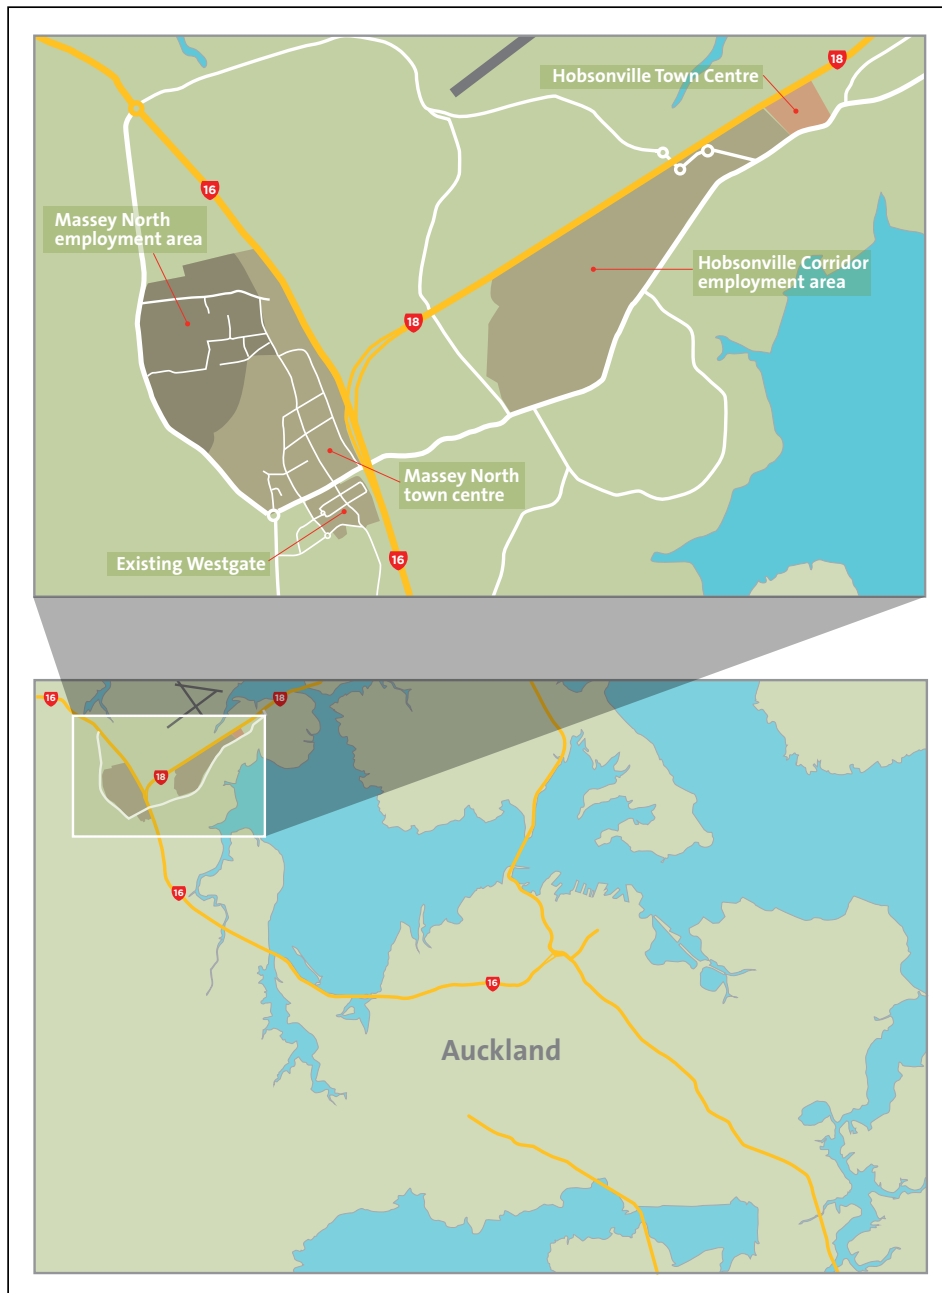 18
Hobsonville Town Centre
16
Massey North
employment area
Hobsonville Corridor
employment area
18
Massey North
town centre
Existing Westgate
16
16
18
18
16
16
Auckland